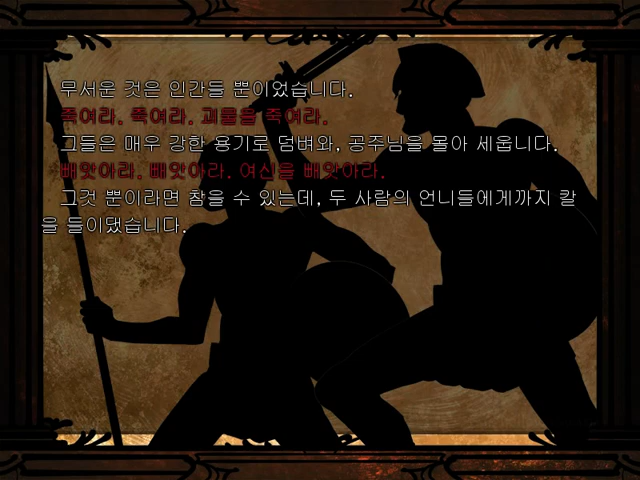 무서운 것은 인간들 뿐이었습니다.
죽여라. 죽여라. 괴물을 죽여라.
그들은 매우 강한 용기로 덤벼와, 공주님을 몰아 세웁니다.
빼앗아라. 빼앗아라. 여신을 빼앗아라.
그것 뿐이라면 참을 수 있는데, 두 사람의 언니들에게까지 칼
을 들이댔습니다.